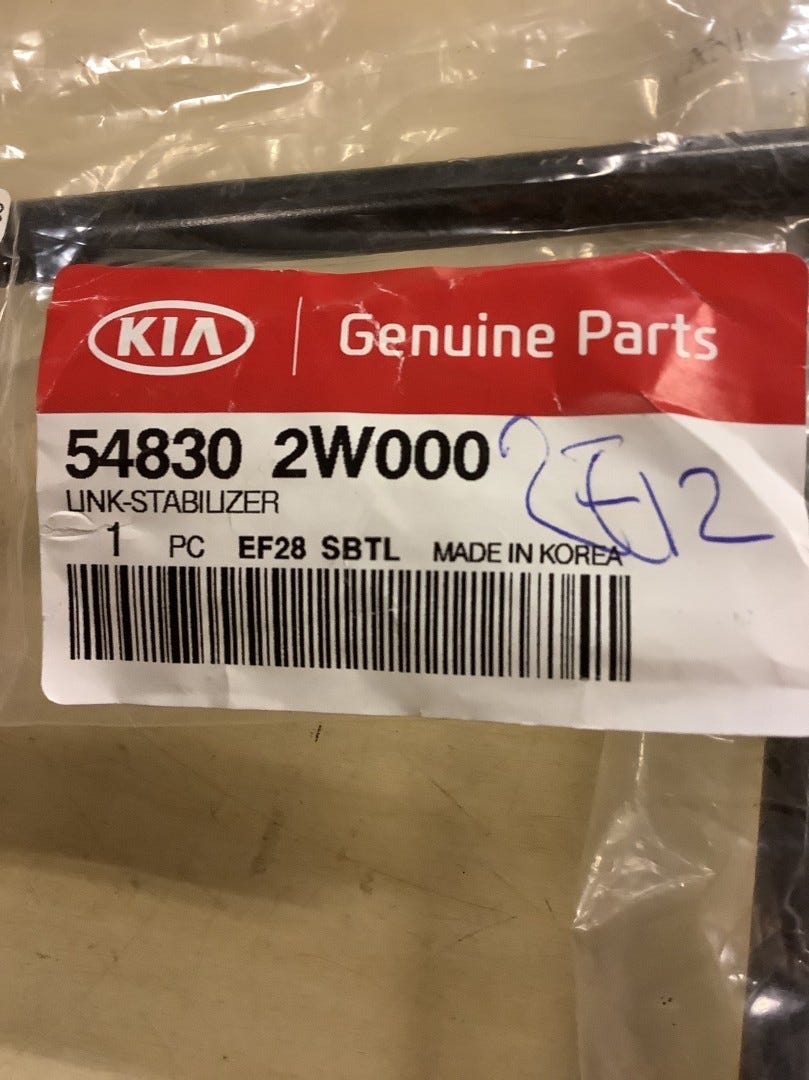 KIA Genuine Parts
54830 2W000
LINK-STABILIZER
1 PC EF28 SBTL MADE IN KOREA